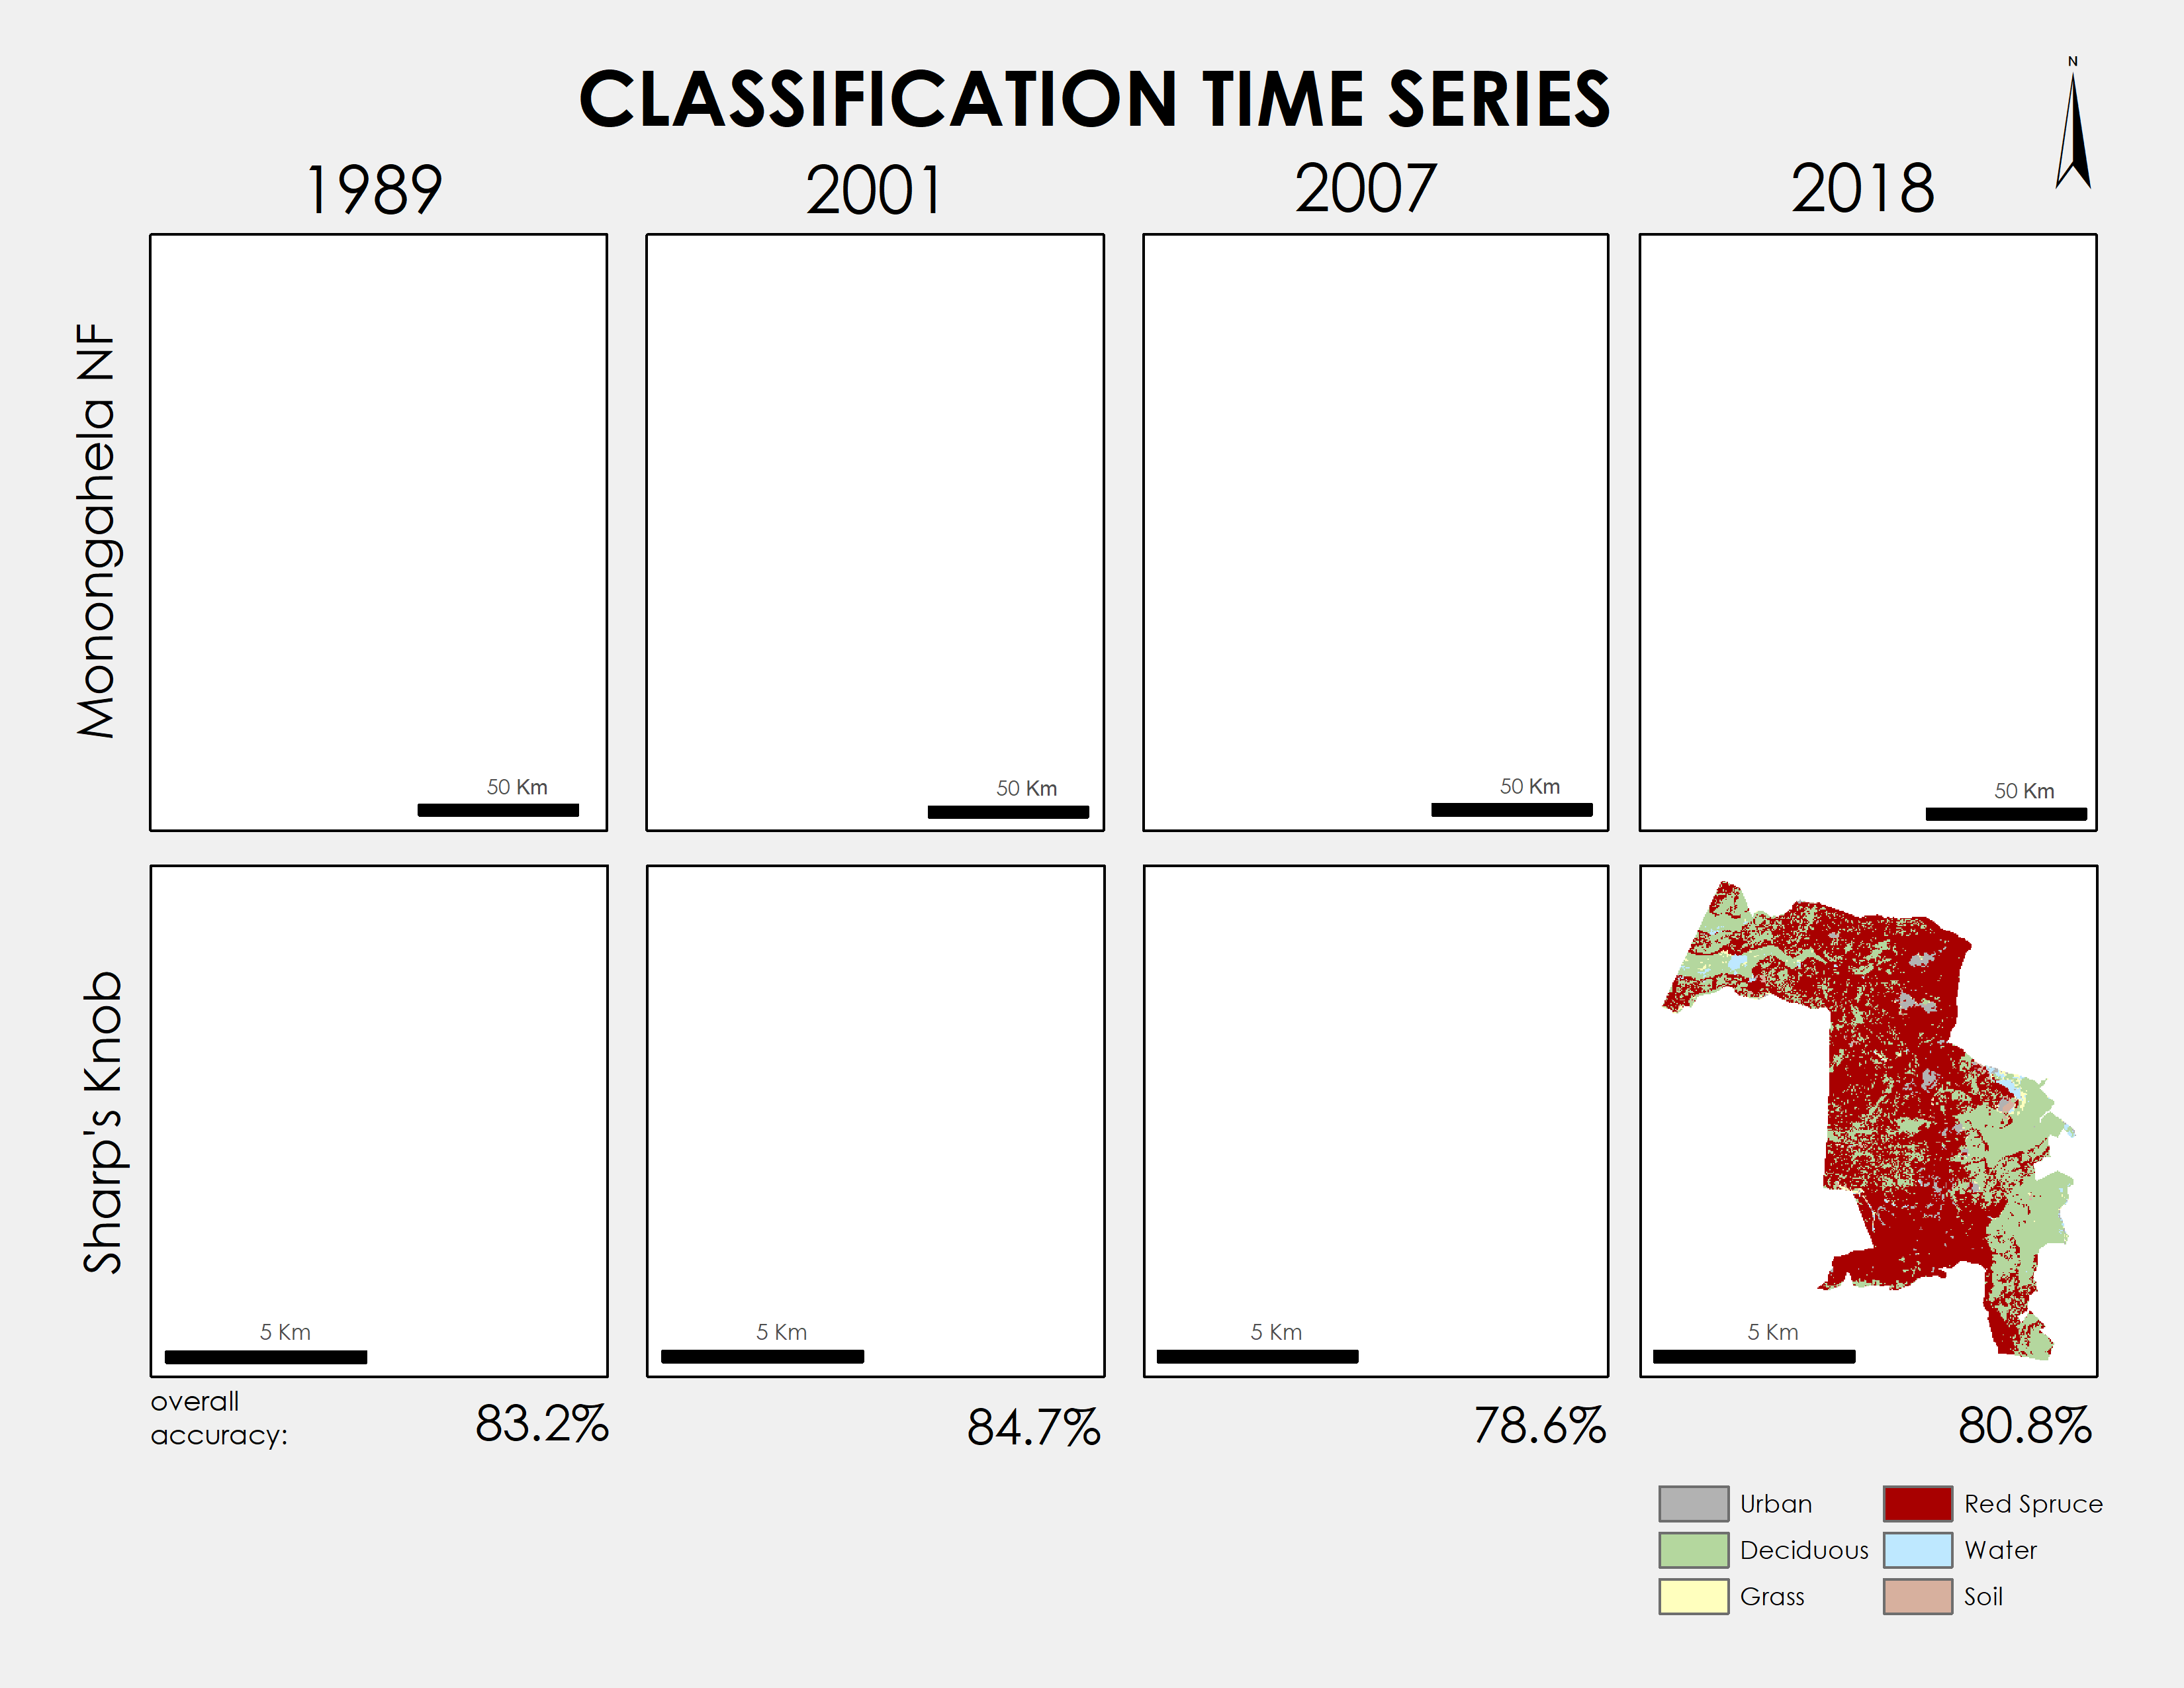 CLASSIFICATION TIME SERIES
N
1989
2001
2007
2018
Monongahela NF
50 Km
50 Km
50 Km
50 Km
Sharp's Knob
5 Km
5 Km
5 Km
5 Km
overall
accuracy:
83.2%
84.7%
78.6%
80.8%
Urban
Red Spruce
Deciduous
Water
Grass
Soil